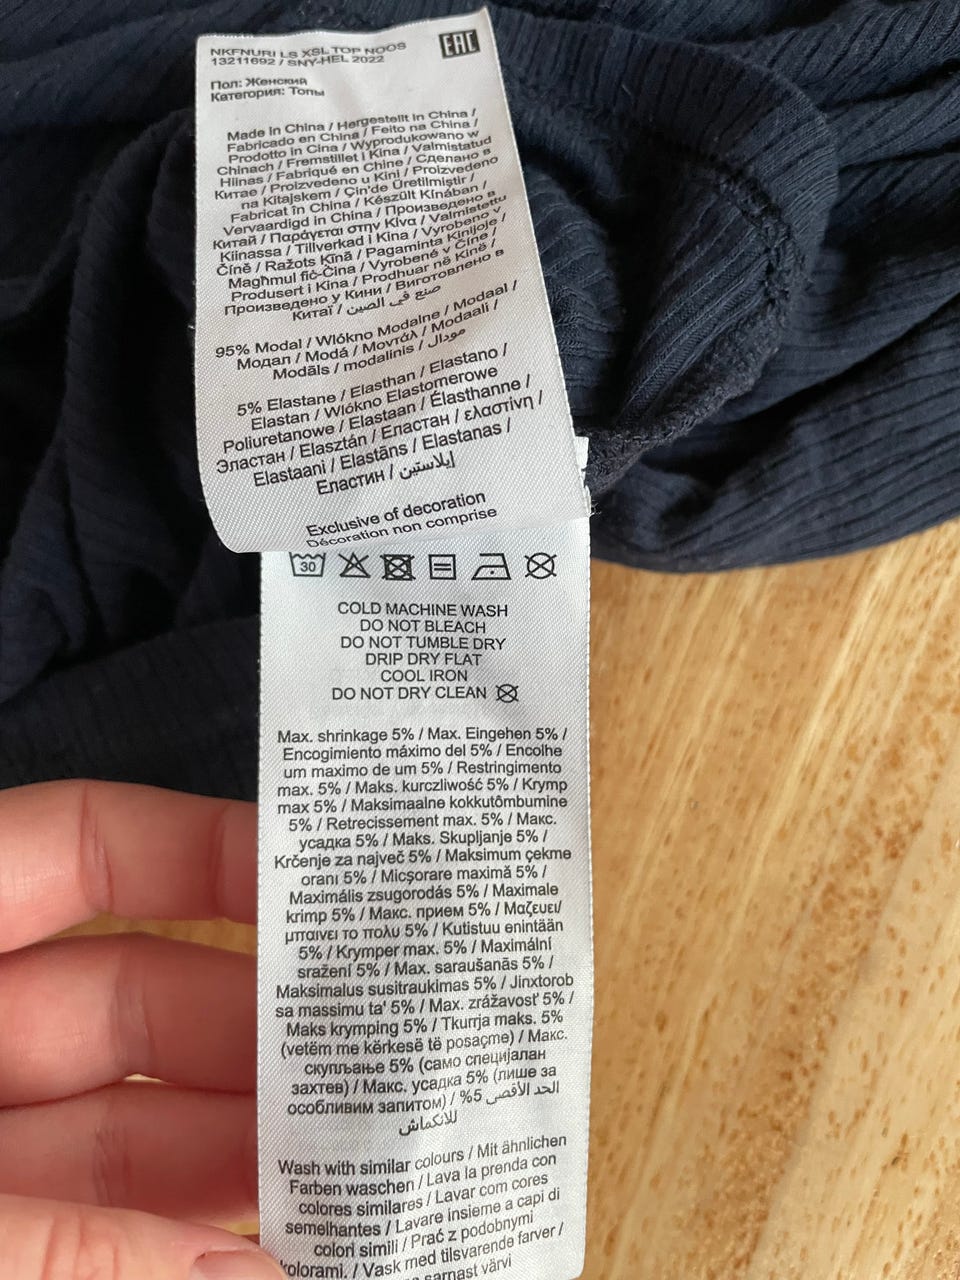 NKFNURI LS XSL TOP NOOS
13211692 / SNY-HEL 2022
EAC
Пол: Женский
Категория: Топы
Made in China / Hergestellt in China /
Fabricado en China / Feito na China /
Prodotto in Cina / Wyprodukowano w
Chinach / Fremstillet i Kina / Valmistatud
Hiinas / Fabriqué en Chine / Сделано в
Китае / Proizvedeno u Kini / Proizvedeno
na Kitajskem / Çin'de Üretilmiştir /
Fabricat în China / Készült Kínában /
Vervaardigd in China / Произведено в
Китай / Παράγεται στην Κίνα / Valmistettu
Kiinassa / Tillverkad i Kina / Vyrobeno v
Číně / Ražots Ķīnā / Pagaminta Kinijoje /
Magħmul fiċ-Ċina / Vyrobené v Číne /
Produsert i Kina / Prodhuar në Kinë /
Произведено у Кини / Виготовлено в
Китаї / صنع في الصين
95% Modal / Włókno Modalne / Modaal /
Модал / Modá / Μοντάλ / Modaali /
Modāls / modalinis / مودال
5% Elastane / Elasthan / Elastano /
Elastan / Włókno Elastomerowe
Poliuretanowe / Elastaan / Élasthanne /
Эластан / Elasztán / Еластан / ελαστίνη /
Elastaani / Elastāns / Elastanas /
Еластин / إيلاستين
Exclusive of decoration
Décoration non comprise
30
COLD MACHINE WASH
DO NOT BLEACH
DO NOT TUMBLE DRY
DRIP DRY FLAT
COOL IRON
DO NOT DRY CLEAN
Max. shrinkage 5% / Max. Eingehen 5% /
Encogimiento máximo del 5% / Encolhe
um maximo de um 5% / Restringimento
max. 5% / Maks. kurczliwość 5% / Krymp
max 5% / Maksimaalne kokkutõmbumine
5% / Retrecissement max. 5% / Макс.
усадка 5% / Maks. Skupljanje 5% /
Krčenje za največ 5% / Maksimum çekme
oranı 5% / Micşorare maximă 5% /
Maximális zsugorodás 5% / Maximale
krimp 5% / Макс. прием 5% / Μαζευει/
μπαινει το πολυ 5% / Kutistuu enintään
5% / Krymper max. 5% / Maximální
sražení 5% / Max. saraušanās 5% /
Maksimalus susitraukimas 5% / Jinxtorob
sa massimu ta' 5% / Max. zrážavosť 5% /
Maks krymping 5% / Tkurrja maks. 5%
(vetëm me kërkesë të posaçme) / Макс.
скупљање 5% (само специјалан
захтев) / Макс. усадка 5% (лише за
особливим запитом) / الحد الأقصى 5%
للانكماش
Wash with similar colours / Mit ähnlichen
Farben waschen / Lava la prenda con
colores similares / Lavar com cores
semelhantes / Lavare insieme a capi di
colori simili / Prać z podobnymi
kolorami. / Vask med tilsvarende farver /
sarnast värvi